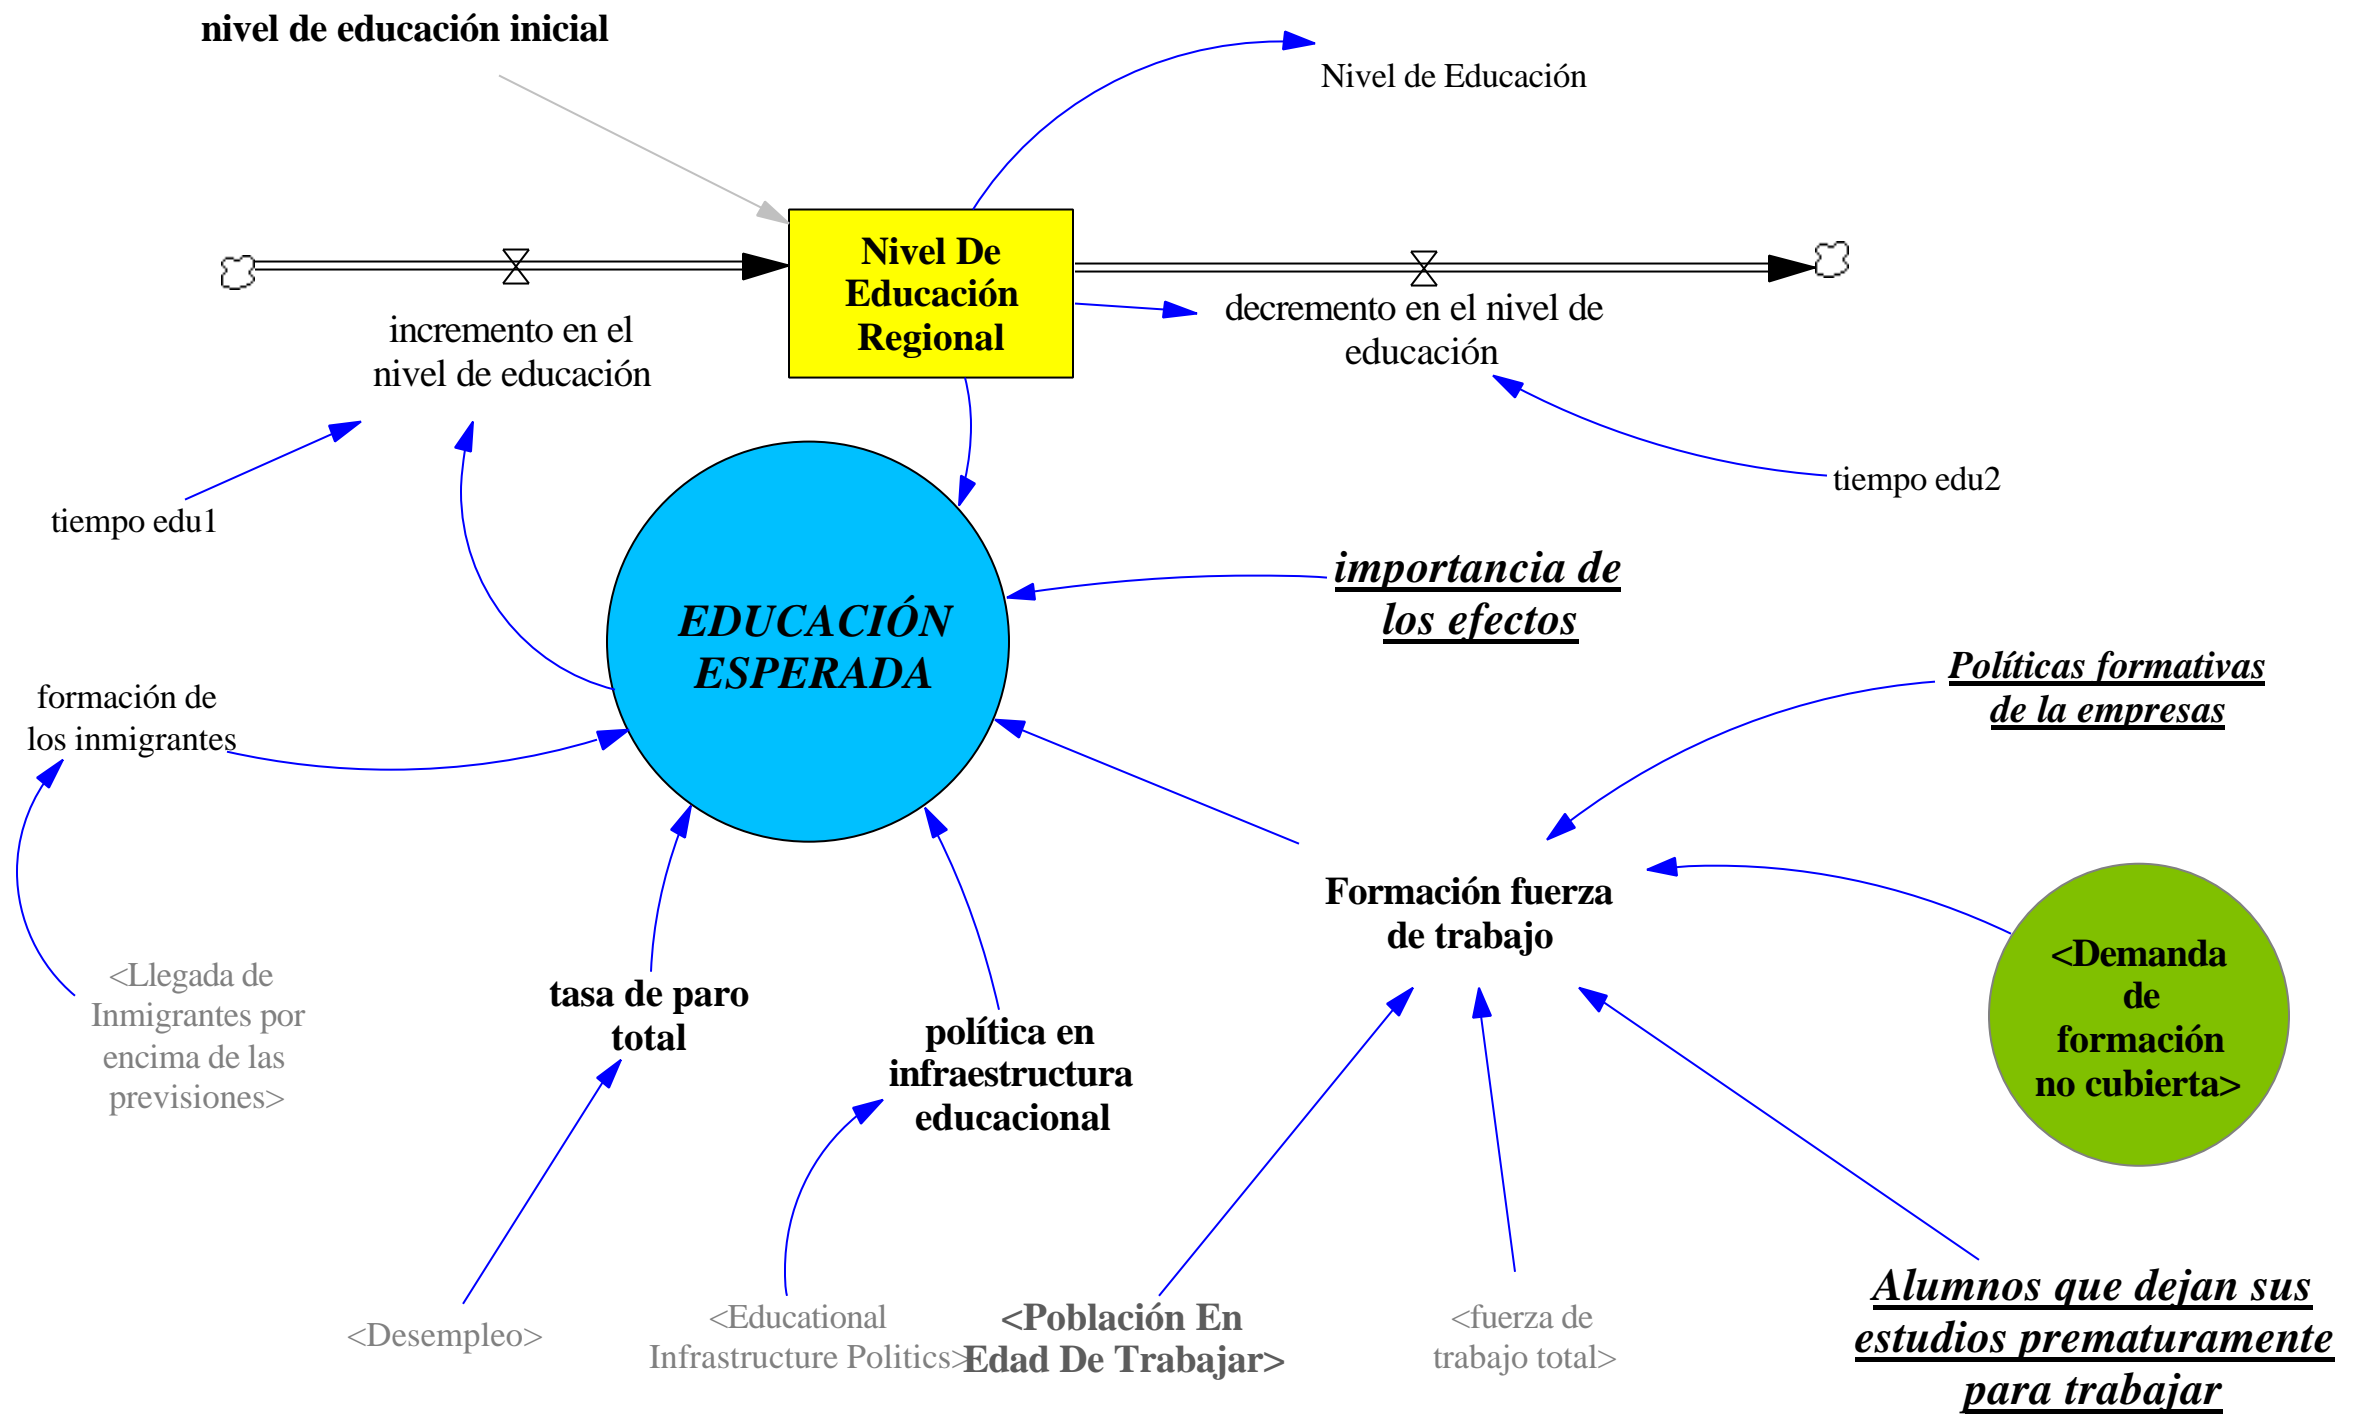 nivel de educación inicial
Nivel de Educación
Nivel De
Educación
Regional
incremento en el
nivel de educación
decremento en el nivel de
educación
tiempo edu1
tiempo edu2
importancia de
los efectos
EDUCACIÓN
ESPERADA
Políticas formativas
de la empresas
formación de
los inmigrantes
Formación fuerza
de trabajo
<Demanda
de
formación
no cubierta>
<Llegada de
Inmigrantes por
encima de las
previsiones>
tasa de paro
total
política en
infraestructura
educacional
<Desempleo>
<Educational
Infrastructure Politics>
<Población En
Edad De Trabajar>
<fuerza de
trabajo total>
Alumnos que dejan sus
estudios prematuramente
para trabajar